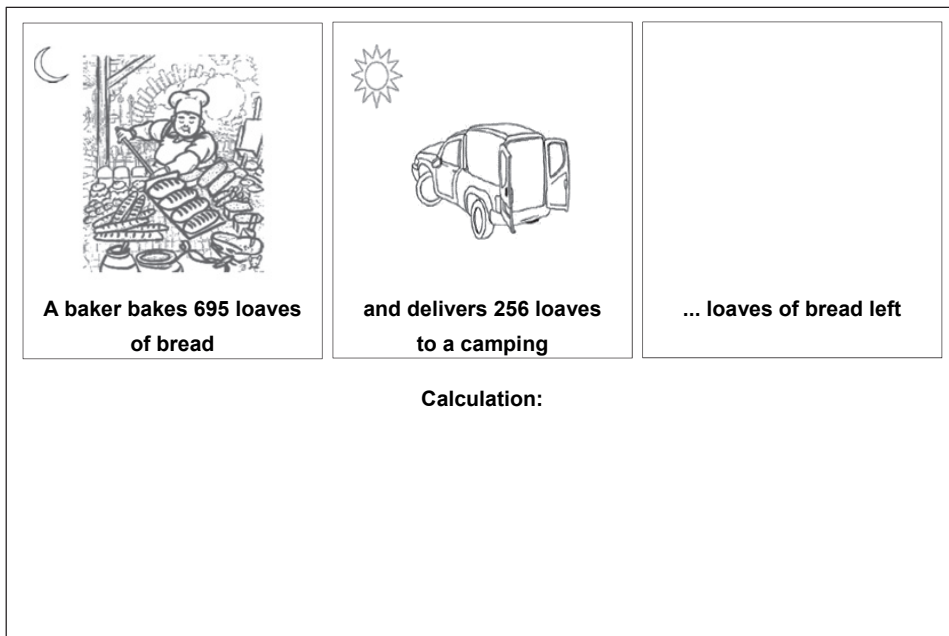 A baker bakes 695 loaves
of bread
and delivers 256 loaves
to a camping
... loaves of bread left
Calculation: